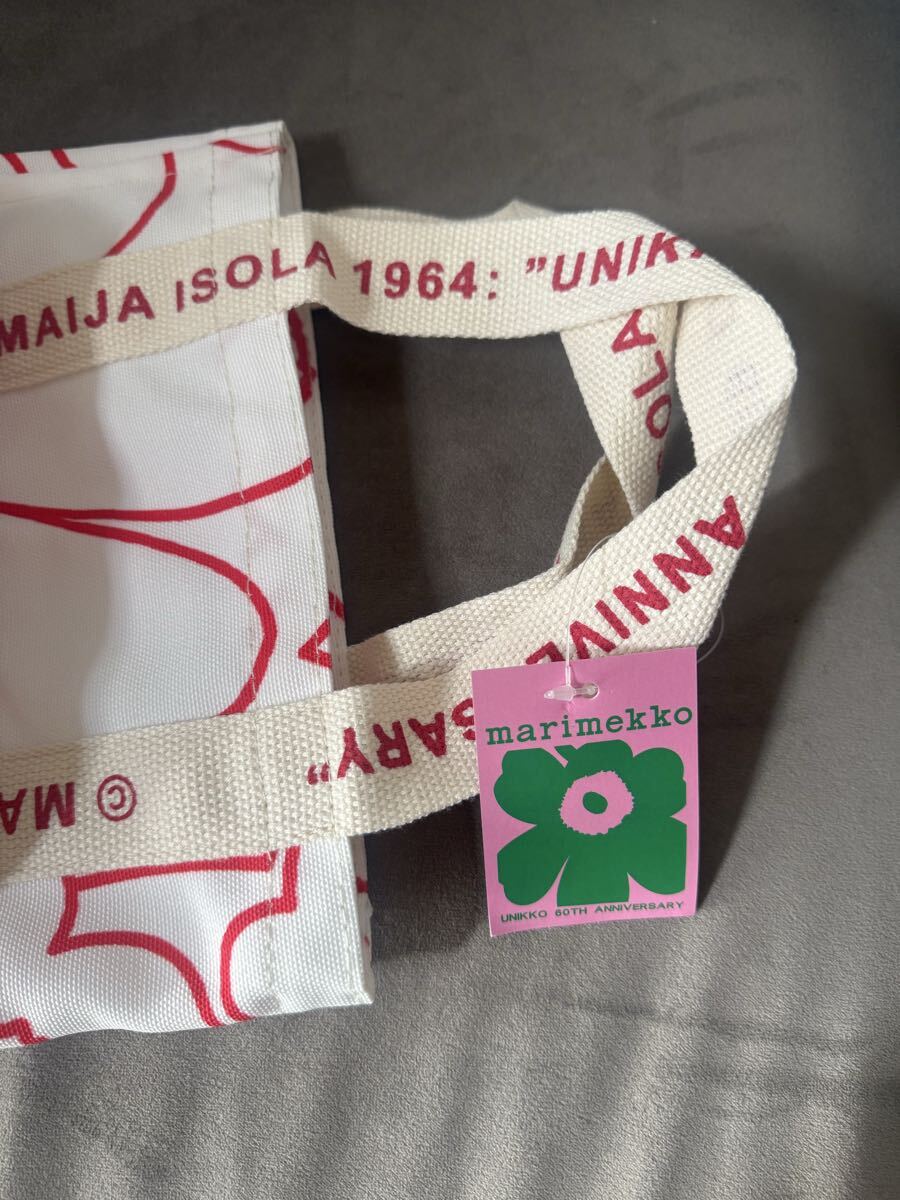 MAIJA ISOLA 1964: "UNIK
OLA
ANNIVE
SARY"
© MA
marimekko
UNIKKO 60TH ANNIVERSARY